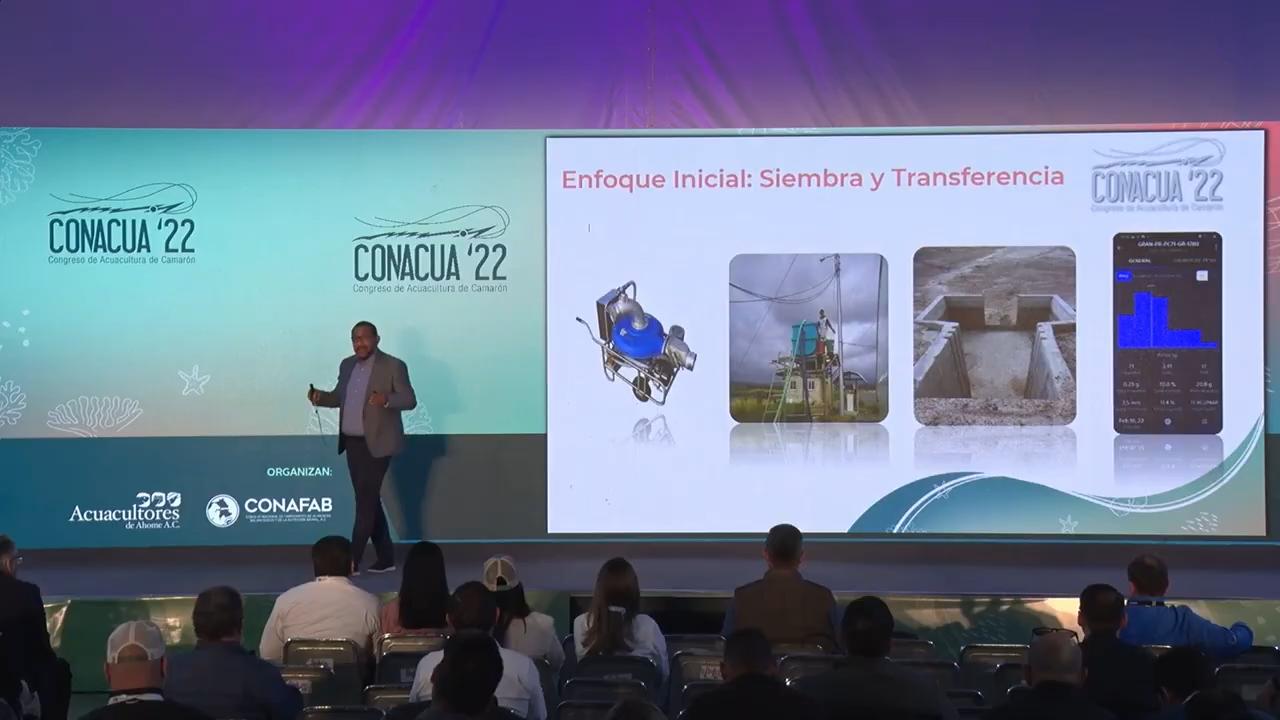 CONACUA '22
Congreso de Acuacultura de Camarón
CONACUA '22
Congreso de Acuacultura de Camarón
ORGANIZAN:
Acuacultores
de Ahome A.C.
CONAFAB
Enfoque Inicial: Siembra y Transferencia
CONACUA '22
Congreso de Acuacultura de Camarón
GENERAL